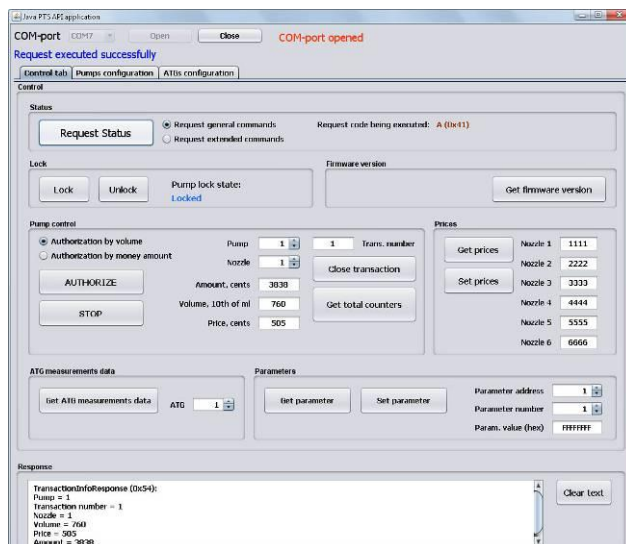 Java PTS API application
COM-port COM7 Open Close COM-port opened
Request executed successfully
Control tab Pumps configuration ATGs configuration
Control
Status
Request Status
Request general commands
Request extended commands
Request code being executed: A (0x41)
Lock
Lock Unlock Pump lock state:
Locked
Firmware version
Get firmware version
Pump control
Authorization by volume
Authorization by money amount
AUTHORIZE
STOP
Pump 1
Nozzle 1
Amount, cents 3838
Volume, 10th of ml 760
Price, cents 505
1 Trans. number
Close transaction
Get total counters
Prices
Get prices
Set prices
Nozzle 1 1111
Nozzle 2 2222
Nozzle 3 3333
Nozzle 4 4444
Nozzle 5 5555
Nozzle 6 6666
ATG measurements data
Get ATG measurements data ATG 1
Parameters
Get parameter Set parameter
Parameter address 1
Parameter number 1
Param. value (hex) FFFFFFFF
Response
TransactionInfoResponse (0x54):
Pump = 1
Transaction number = 1
Nozzle = 1
Volume = 760
Price = 505
Amount = 3838
Clear text